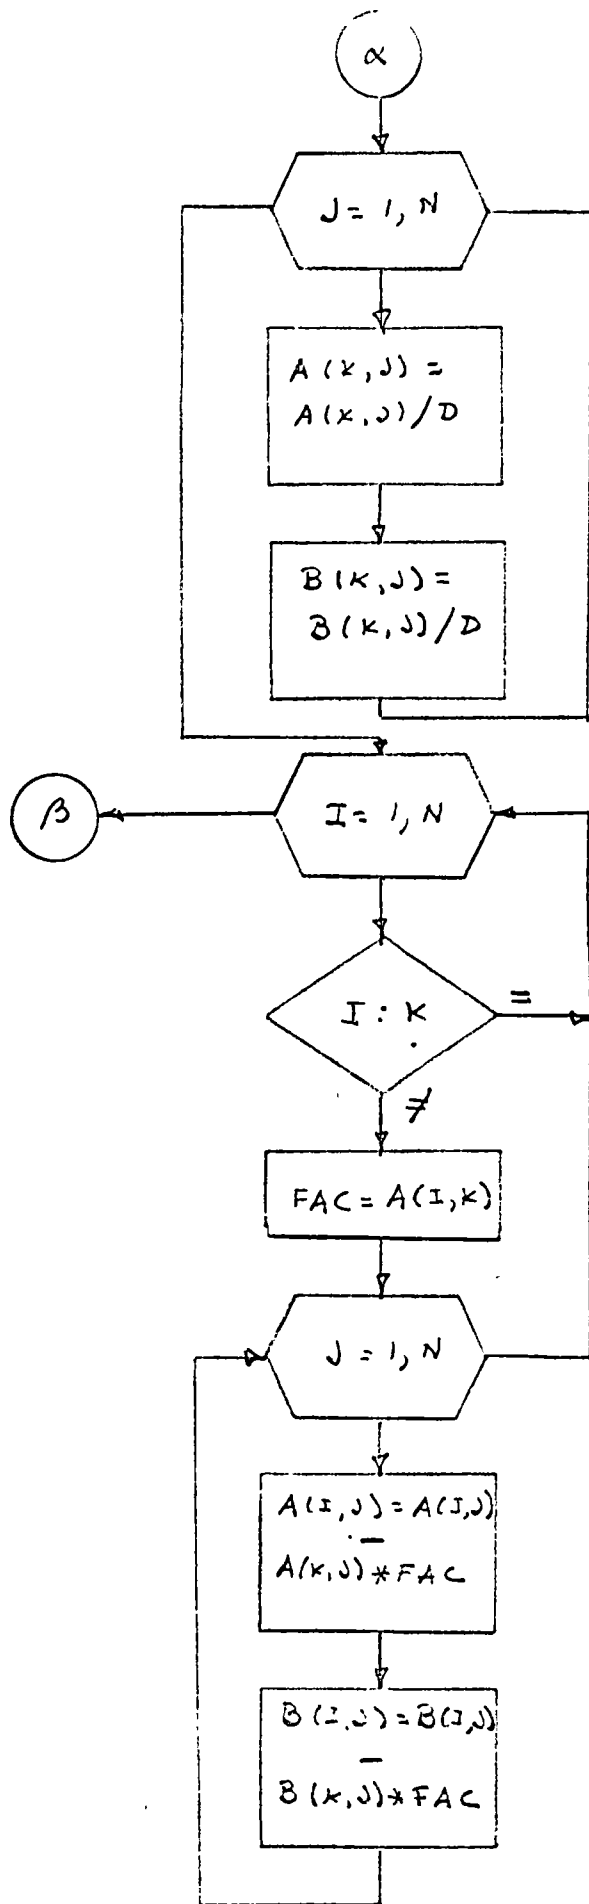 α
J = 1, N
A(K,J) =
A(K,J)/D
B(K,J) =
B(K,J)/D
β
I = 1, N
I : K
=
≠
FAC = A(I,K)
J = 1, N
A(I,J) = A(I,J)
-
A(K,J)*FAC
B(I,J) = B(I,J)
-
B(K,J)*FAC